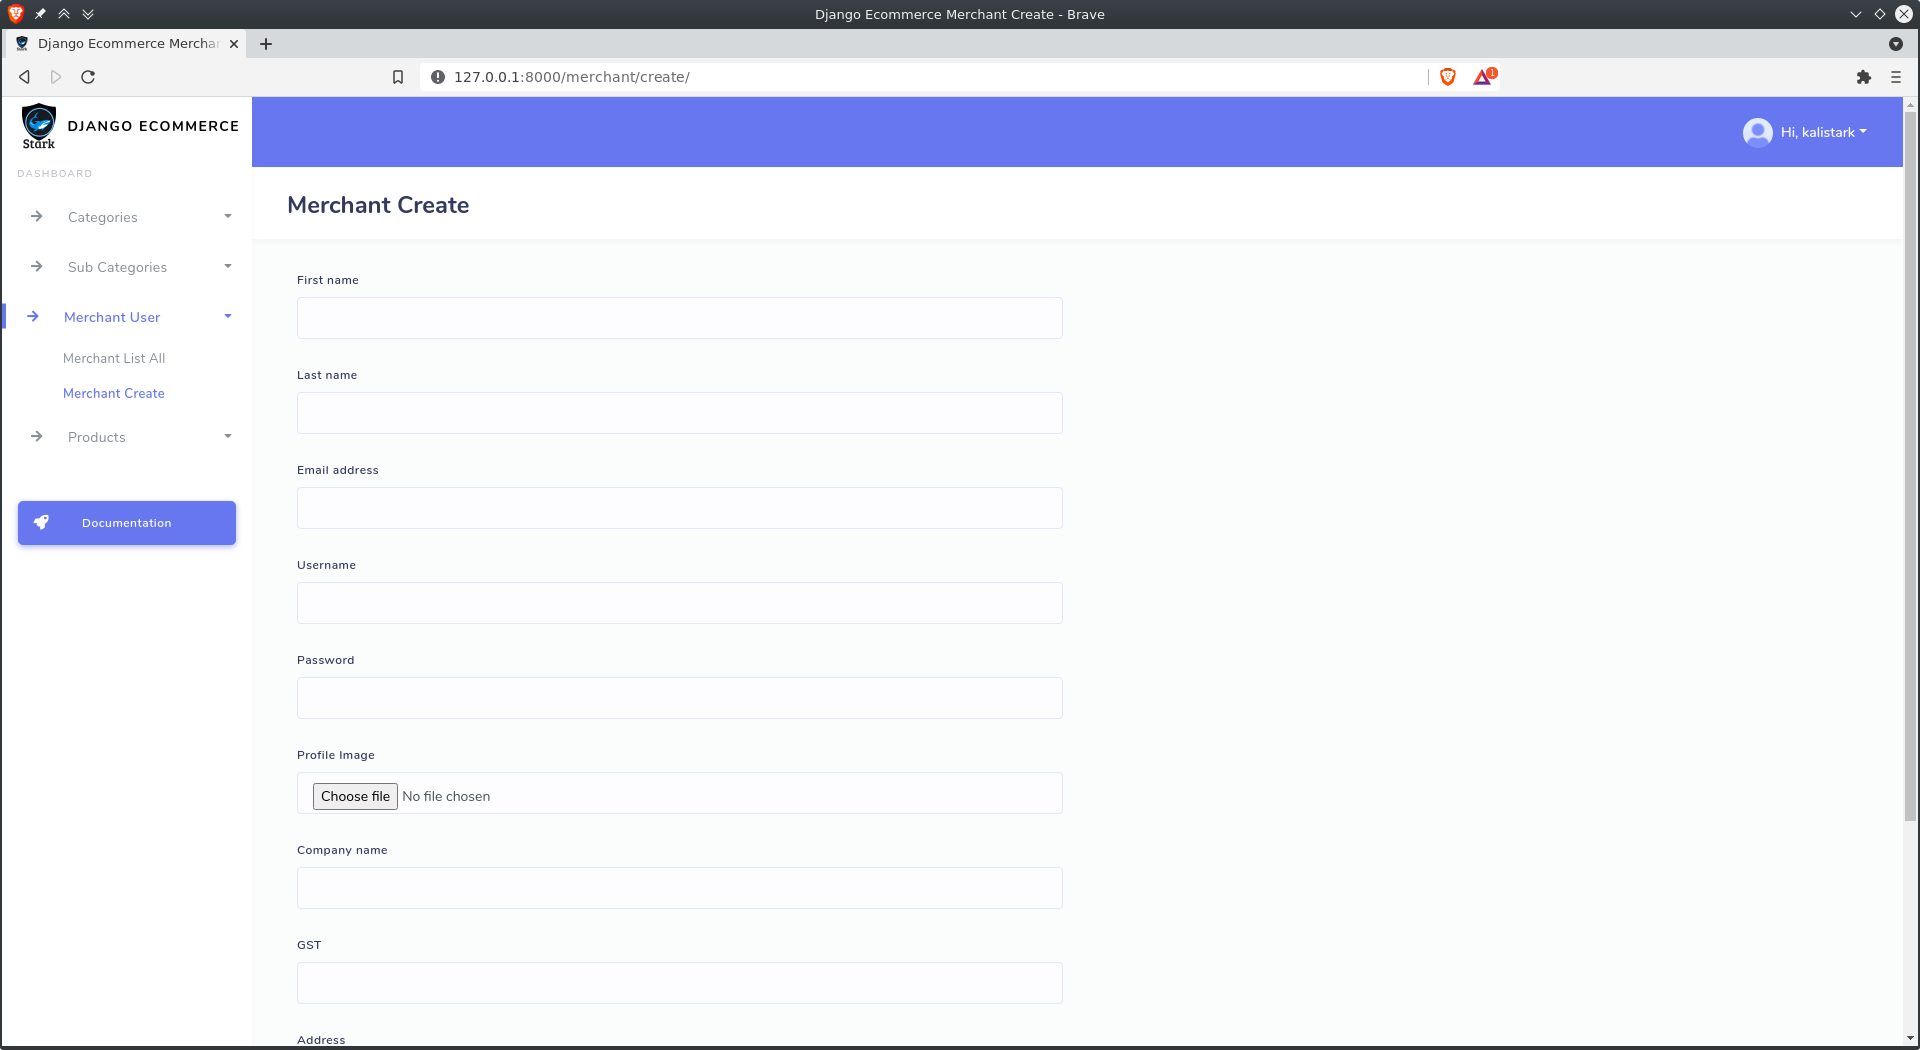 Django Ecommerce Merchant Create - Brave
Django Ecommerce Mercha
127.0.0.1:8000/merchant/create/
1
Stark
DJANGO ECOMMERCE
Hi, kalistark
DASHBOARD
Categories
Sub Categories
Merchant User
Merchant List All
Merchant Create
Products
Documentation
Merchant Create
First name
Last name
Email address
Username
Password
Profile Image
Choose file No file chosen
Company name
GST
Address